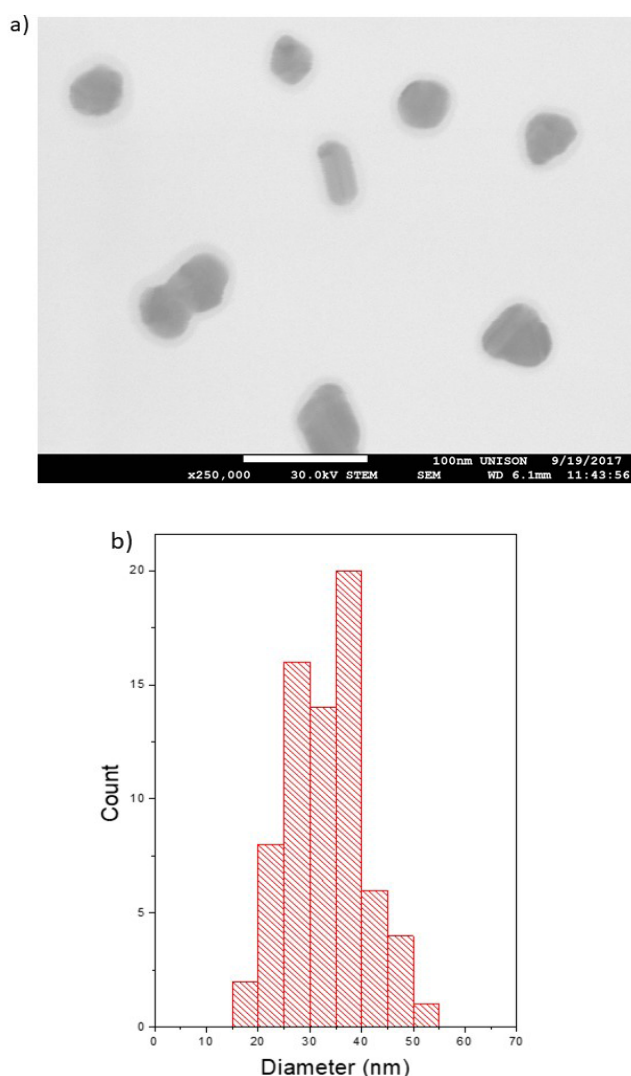 a)
100nm UNISON 9/19/2017
x250,000 30.0kV STEM SEM WD 6.1mm 11:43:56
b)
20
15
10
5
0
Count
0 10 20 30 40 50 60 70
Diameter (nm)